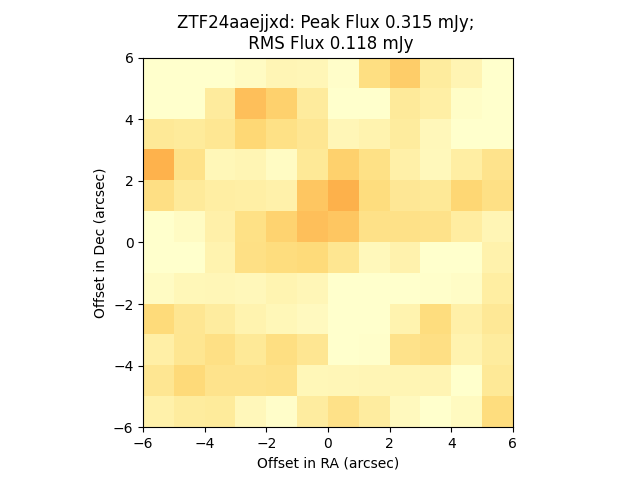 ZTF24aaejjxd: Peak Flux 0.315 mJy;
RMS Flux 0.118 mJy
6
4
2
0
−2
−4
−6
Offset in Dec (arcsec)
−6 −4 −2 0 2 4 6
Offset in RA (arcsec)